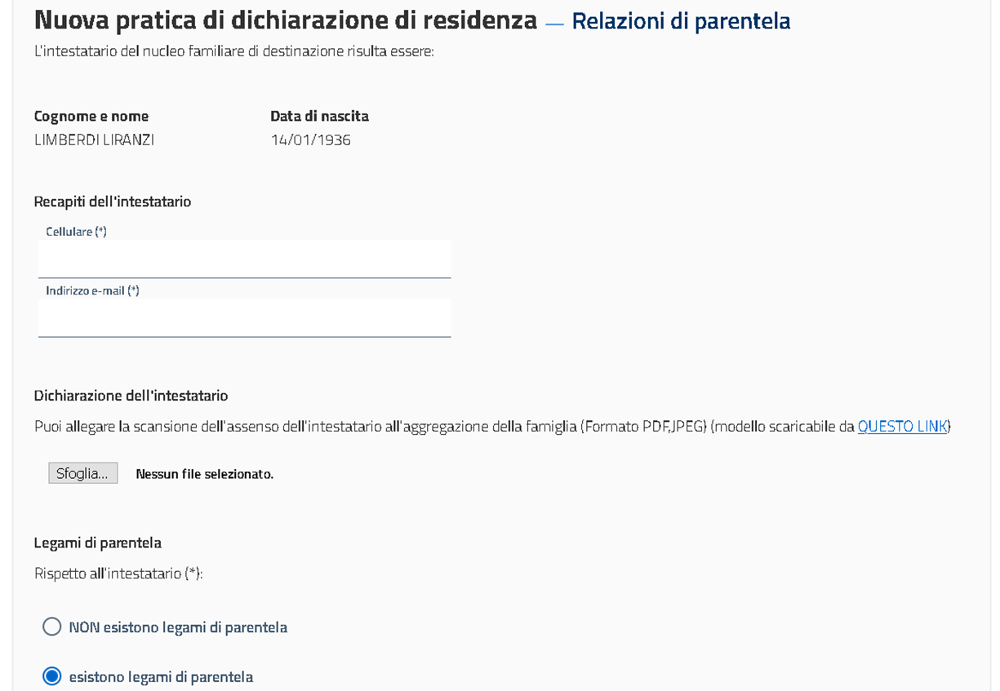 Nuova pratica di dichiarazione di residenza — Relazioni di parentela
L'intestatario del nucleo familiare di destinazione risulta essere:
Cognome e nome Data di nascita
LIMBERDI LIRANZI 14/01/1936
Recapiti dell'intestatario
Cellulare (*)
Indirizzo e-mail (*)
Dichiarazione dell'intestatario
Puoi allegare la scansione dell'assenso dell'intestatario all'aggregazione della famiglia (Formato PDF,JPEG) (modello scaricabile da QUESTO LINK)
Sfoglia... Nessun file selezionato.
Legami di parentela
Rispetto all'intestatario (*):
NON esistono legami di parentela
esistono legami di parentela